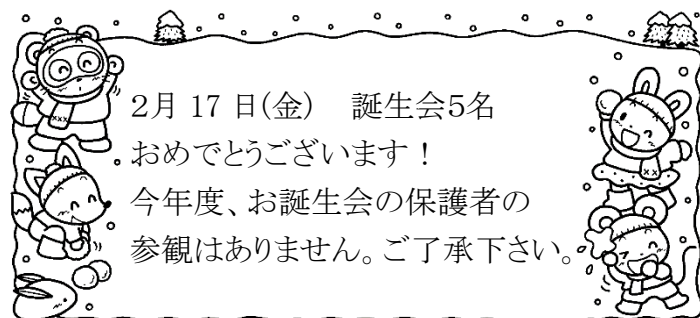 2月 17 日(金)　誕生会5名
おめでとうございます！
今年度、お誕生会の保護者の
参観はありません。ご了承下さい。